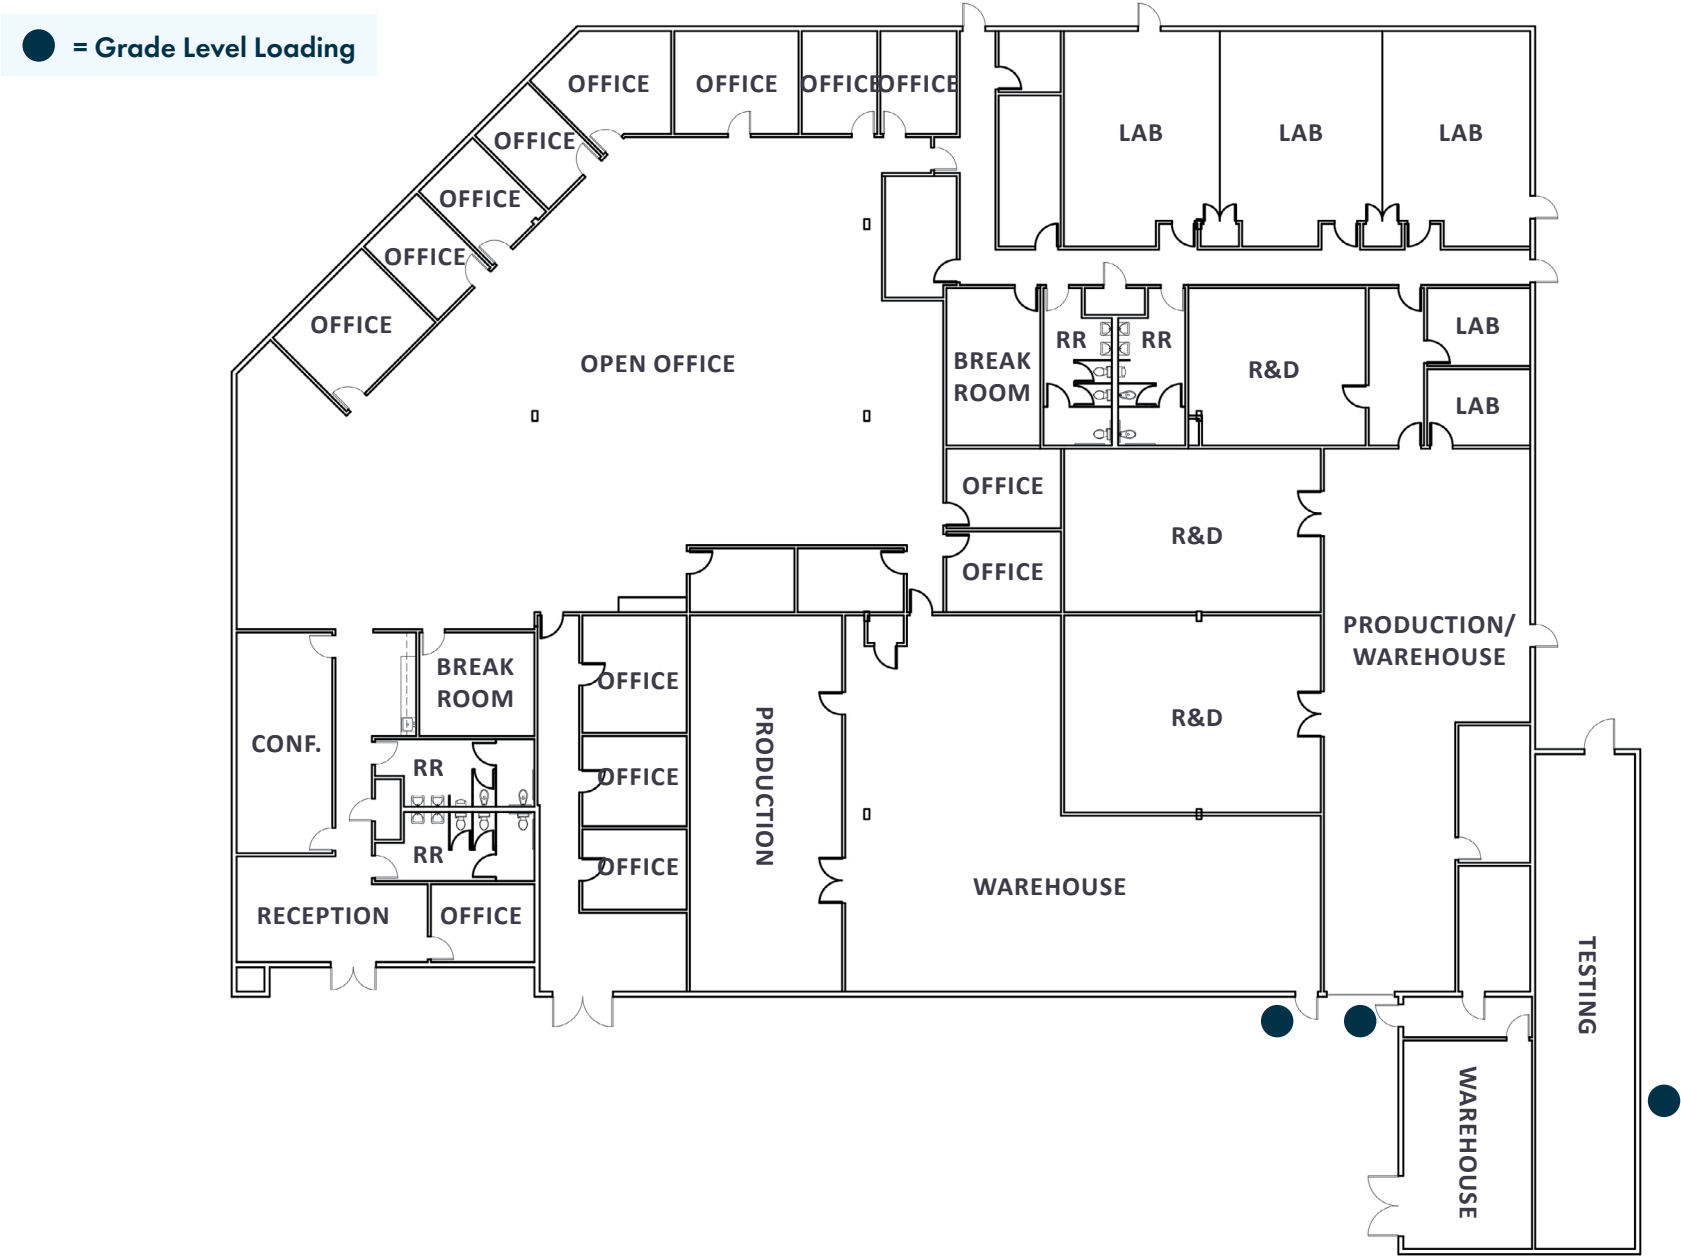 = Grade Level Loading
OFFICE
OFFICE
OFFICE
OFFICE
OFFICE
OFFICE
OFFICE
OFFICE
LAB
LAB
LAB
OPEN OFFICE
BREAK
ROOM
RR
RR
R&D
LAB
LAB
OFFICE
OFFICE
R&D
R&D
PRODUCTION/
WAREHOUSE
CONF.
BREAK
ROOM
RR
RR
RECEPTION
OFFICE
OFFICE
OFFICE
OFFICE
PRODUCTION
WAREHOUSE
TESTING
WAREHOUSE